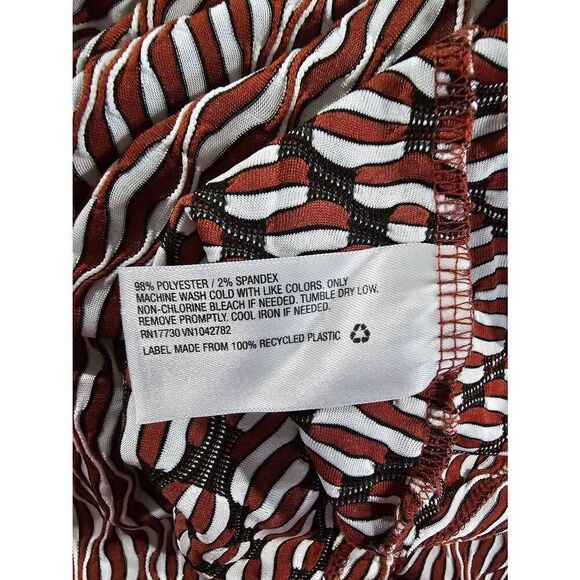 98% POLYESTER / 2% SPANDEX
MACHINE WASH COLD WITH LIKE COLORS. ONLY
NON-CHLORINE BLEACH IF NEEDED. TUMBLE DRY LOW.
REMOVE PROMPTLY. COOL IRON IF NEEDED.
RN17730 VN1042782
LABEL MADE FROM 100% RECYCLED PLASTIC